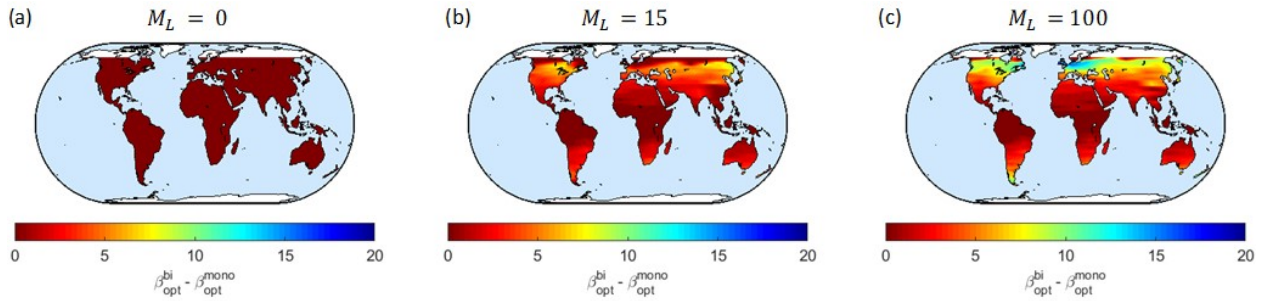 (a) M_L = 0
(b) M_L = 15
(c) M_L = 100
0 5 10 15 20
β_opt^bi - β_opt^mono
0 5 10 15 20
β_opt^bi - β_opt^mono
0 5 10 15 20
β_opt^bi - β_opt^mono